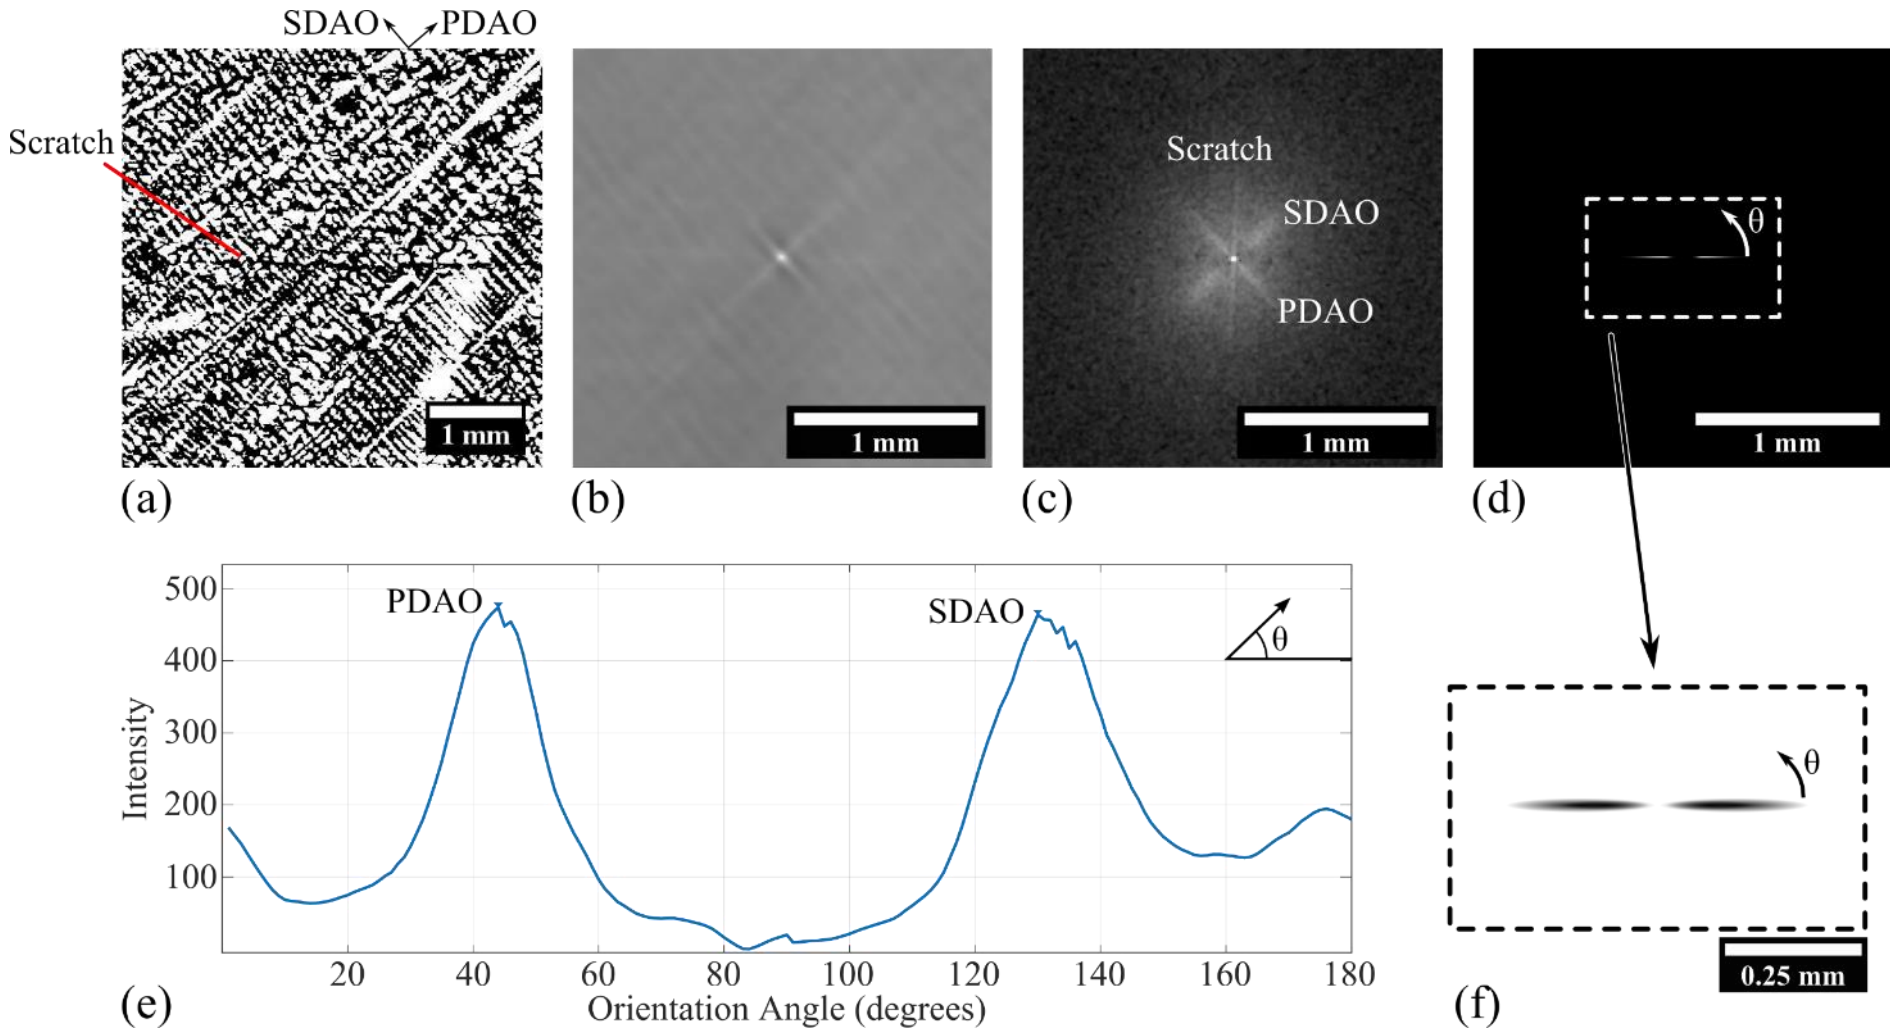 SDAO PDAO
Scratch
1 mm
(a)
1 mm
(b)
Scratch
SDAO
PDAO
1 mm
(c)
θ
1 mm
(d)
500
400
300
200
100
Intensity
PDAO
SDAO
θ
20 40 60 80 100 120 140 160 180
Orientation Angle (degrees)
(e)
θ
0.25 mm
(f)